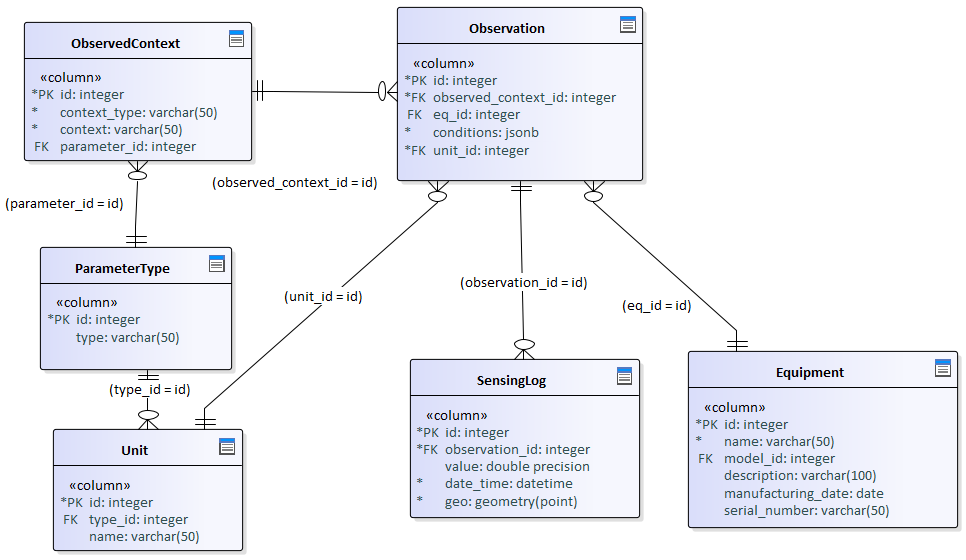 ObservedContext
«column»
*PK id: integer
* context_type: varchar(50)
* context: varchar(50)
FK parameter_id: integer
Observation
«column»
*PK id: integer
*FK observed_context_id: integer
FK eq_id: integer
* conditions: jsonb
*FK unit_id: integer
(observed_context_id = id)
(parameter_id = id)
ParameterType
«column»
*PK id: integer
type: varchar(50)
(unit_id = id)
(observation_id = id)
(eq_id = id)
(type_id = id)
Unit
«column»
*PK id: integer
FK type_id: integer
name: varchar(50)
SensingLog
«column»
*PK id: integer
*FK observation_id: integer
value: double precision
* date_time: datetime
* geo: geometry(point)
Equipment
«column»
*PK id: integer
* name: varchar(50)
FK model_id: integer
description: varchar(100)
manufacturing_date: date
serial_number: varchar(50)